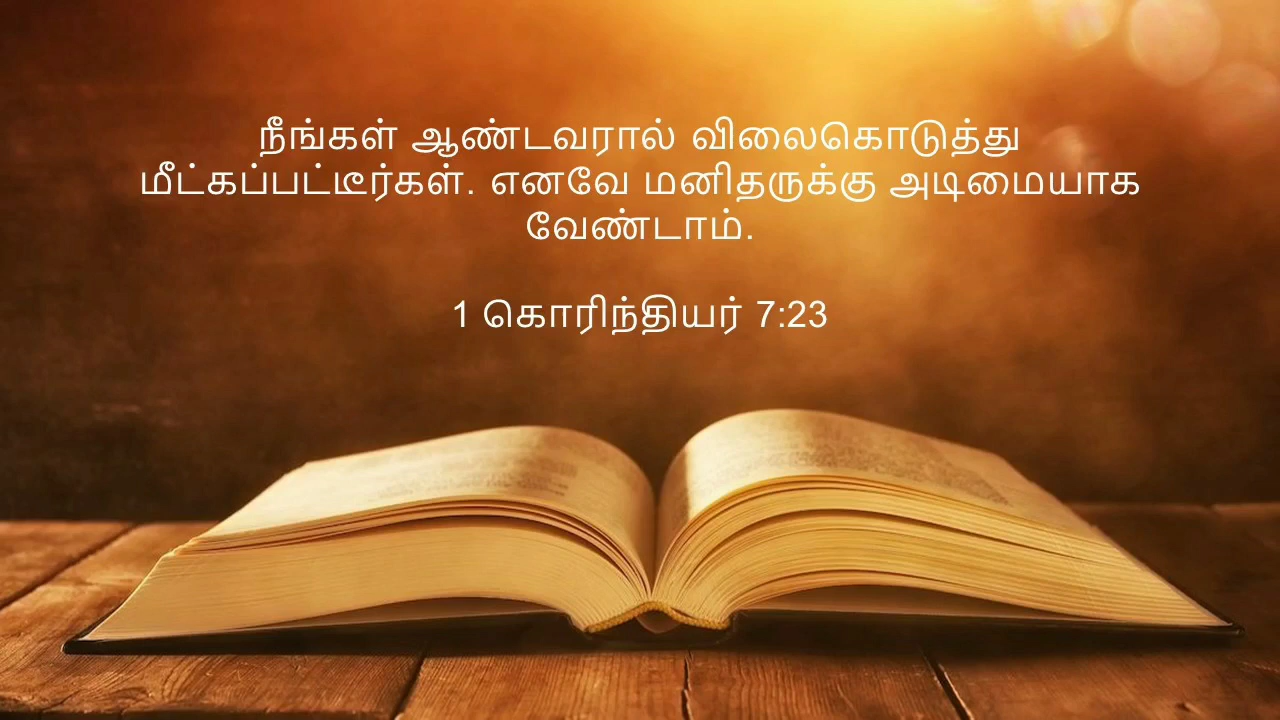 நீங்கள் ஆண்டவரால் விலைகொடுத்து
மீட்கப்பட்டீர்கள். எனவே மனிதருக்கு அடிமையாக
வேண்டாம்.
1 கொரிந்தியர் 7:23